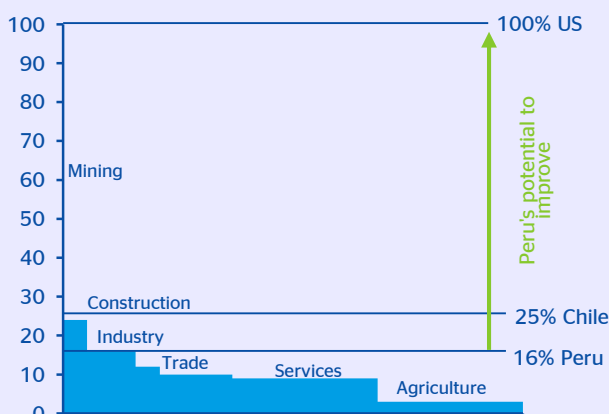 100
100% US
90
80
70
Mining
60
50
40
30
Peru's potential to
improve
Construction
25% Chile
20
Industry
16% Peru
Trade
Services
10
Agriculture
0